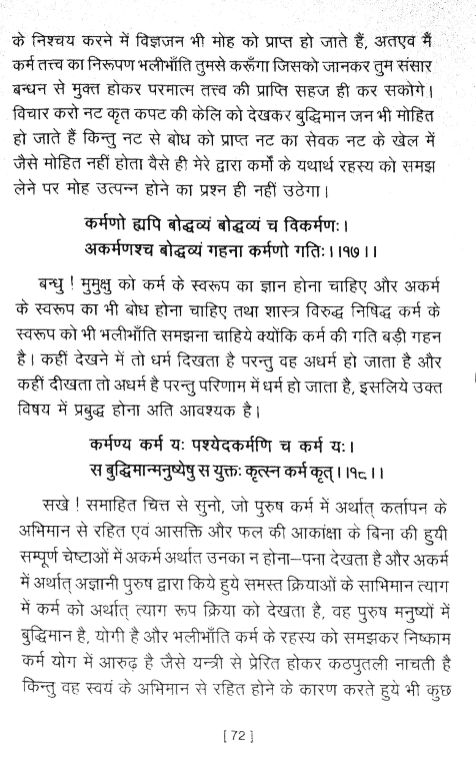 के निश्चय करने में विज्ञजन भी मोह को प्राप्त हो जाते हैं, अतएव मैं
कर्म तत्त्व का निरूपण भलीभाँति तुमसे करूँगा जिसको जानकर तुम संसार
बन्धन से मुक्त होकर परमात्म तत्त्व की प्राप्ति सहज ही कर सकोगे।
विचार करो नट कृत कपट की केलि को देखकर बुद्धिमान जन भी मोहित
हो जाते हैं किन्तु नट से बोध को प्राप्त नट का सेवक नट के खेल में
जैसे मोहित नहीं होता वैसे ही मेरे द्वारा कर्मों के यथार्थ रहस्य को समझ
लेने पर मोह उत्पन्न होने का प्रश्न ही नहीं उठेगा।
कर्मणो ह्यपि बोद्धव्यं बोद्धव्यं च विकर्मणः।
अकर्मणश्च बोद्धव्यं गहना कर्मणो गतिः।।१७।।
बन्धु ! मुमुक्षु को कर्म के स्वरूप का ज्ञान होना चाहिए और अकर्म
के स्वरूप का भी बोध होना चाहिए तथा शास्त्र विरुद्ध निषिद्ध कर्म के
स्वरूप को भी भलीभाँति समझना चाहिये क्योंकि कर्म की गति बड़ी गहन
है। कहीं देखने में तो धर्म दिखता है परन्तु वह अधर्म हो जाता है और
कहीं दीखता तो अधर्म है परन्तु परिणाम में धर्म हो जाता है, इसलिये उक्त
विषय में प्रबुद्ध होना अति आवश्यक है।
कर्मण्य कर्म यः पश्येदकर्मणि च कर्म यः।
स बुद्धिमान्मनुष्येषु स युक्तः कृत्स्न कर्म कृत्।।१८।।
सखे ! समाहित चित्त से सुनो, जो पुरुष कर्म में अर्थात् कर्तापन के
अभिमान से रहित एवं आसक्ति और फल की आकांक्षा के बिना की हुयी
सम्पूर्ण चेष्टाओं में अकर्म अर्थात उनका न होना–पना देखता है और अकर्म
में अर्थात् अज्ञानी पुरुष द्वारा किये हुये समस्त क्रियाओं के साभिमान त्याग
में कर्म को अर्थात् त्याग रूप क्रिया को देखता है, वह पुरुष मनुष्यों में
बुद्धिमान है, योगी है और भलीभाँति कर्म के रहस्य को समझकर निष्काम
कर्म योग में आरुढ़ है जैसे यन्त्री से प्रेरित होकर कठपुतली नाचती है
किन्तु वह स्वयं के अभिमान से रहित होने के कारण करते हुये भी कुछ
[ 72 ]